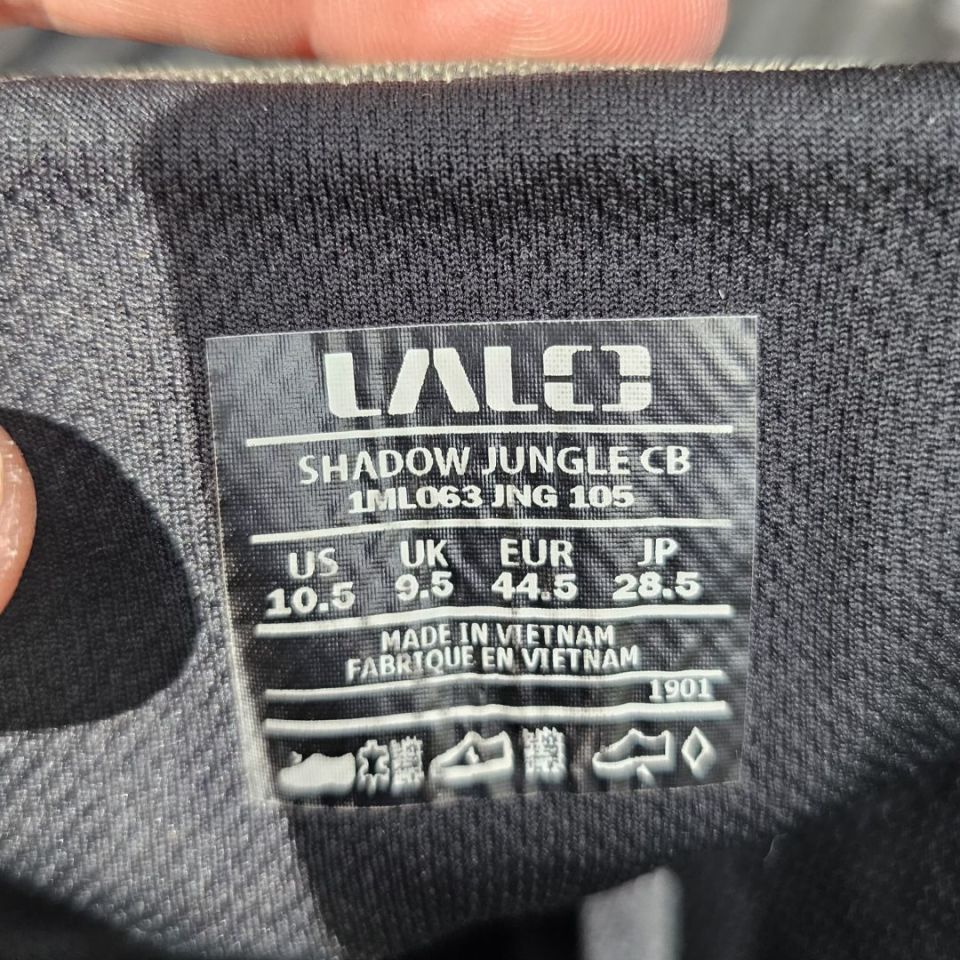 LALO
SHADOW JUNGLE CB
1ML063 JNG 105
US UK EUR JP
10.5 9.5 44.5 28.5
MADE IN VIETNAM
FABRIQUE EN VIETNAM
1901